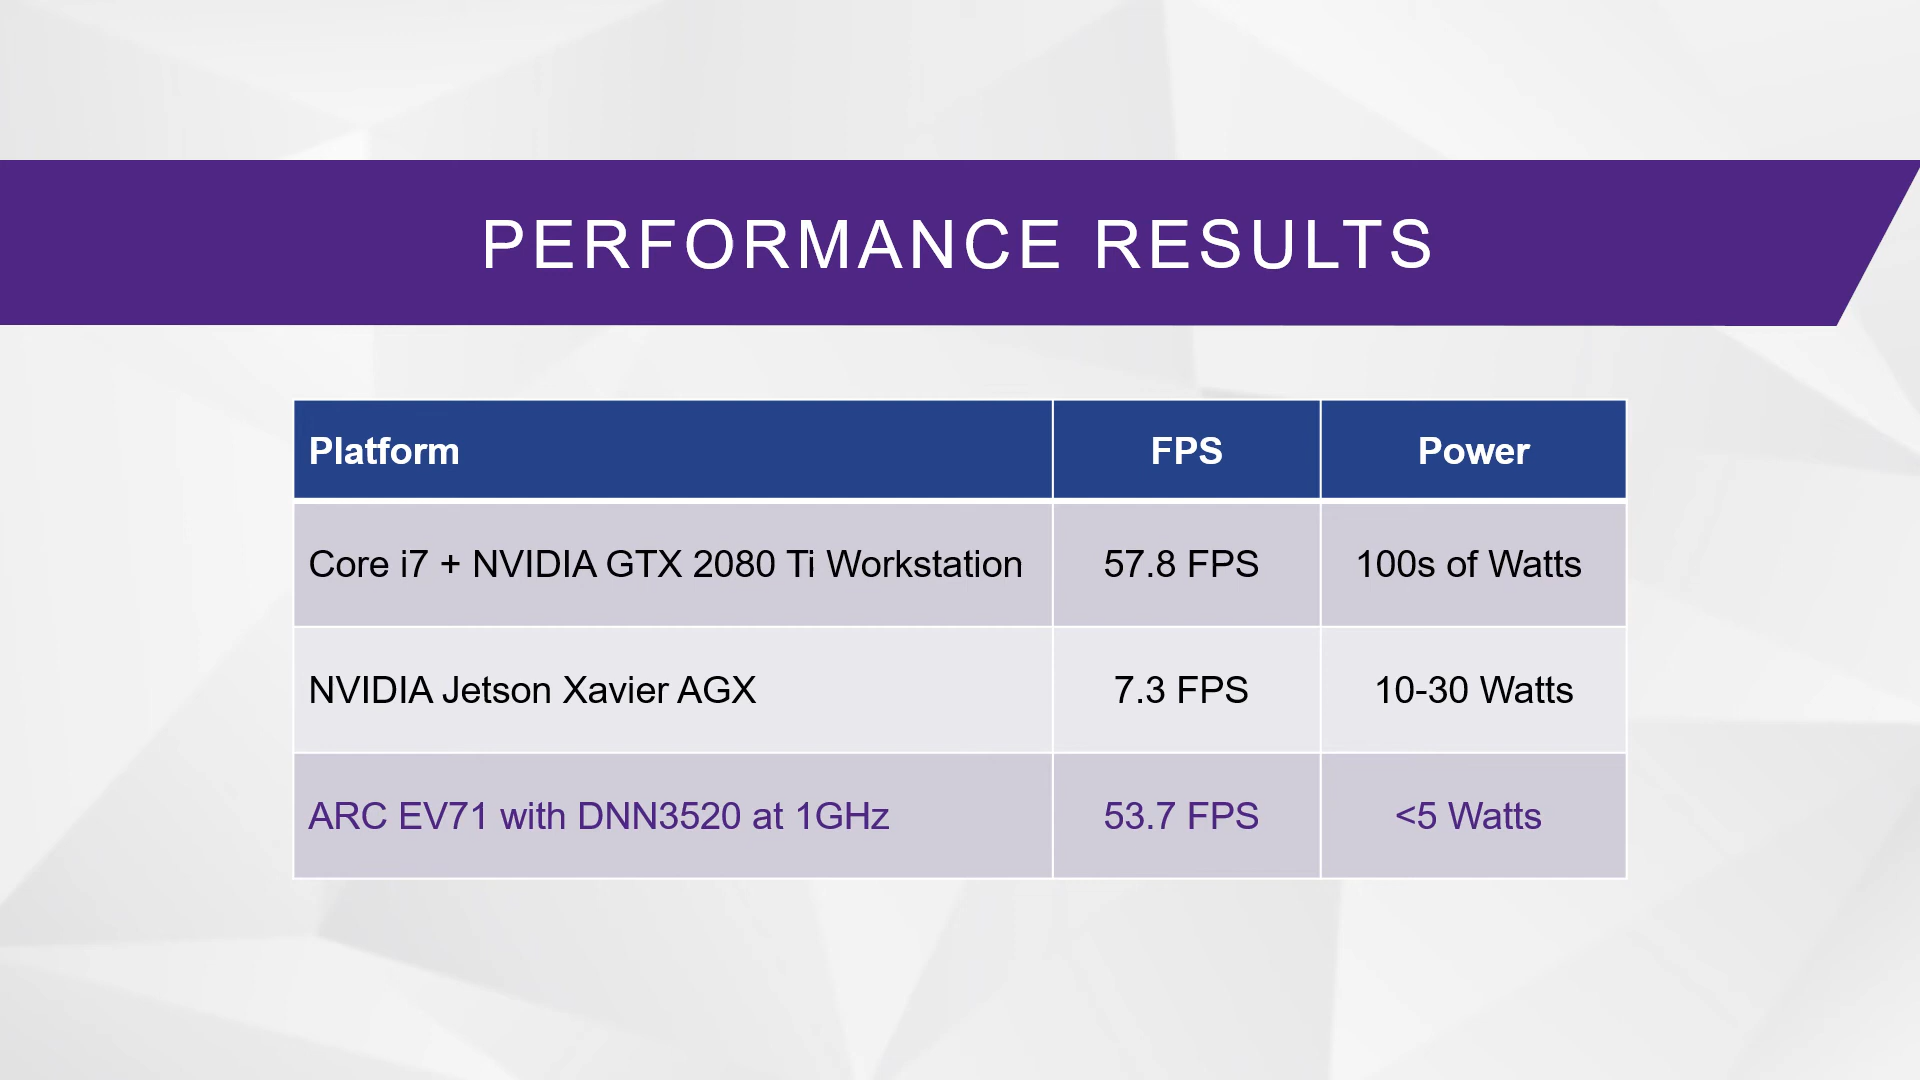 PERFORMANCE RESULTS
Platform FPS Power
Core i7 + NVIDIA GTX 2080 Ti Workstation 57.8 FPS 100s of Watts
NVIDIA Jetson Xavier AGX 7.3 FPS 10-30 Watts
ARC EV71 with DNN3520 at 1GHz 53.7 FPS <5 Watts